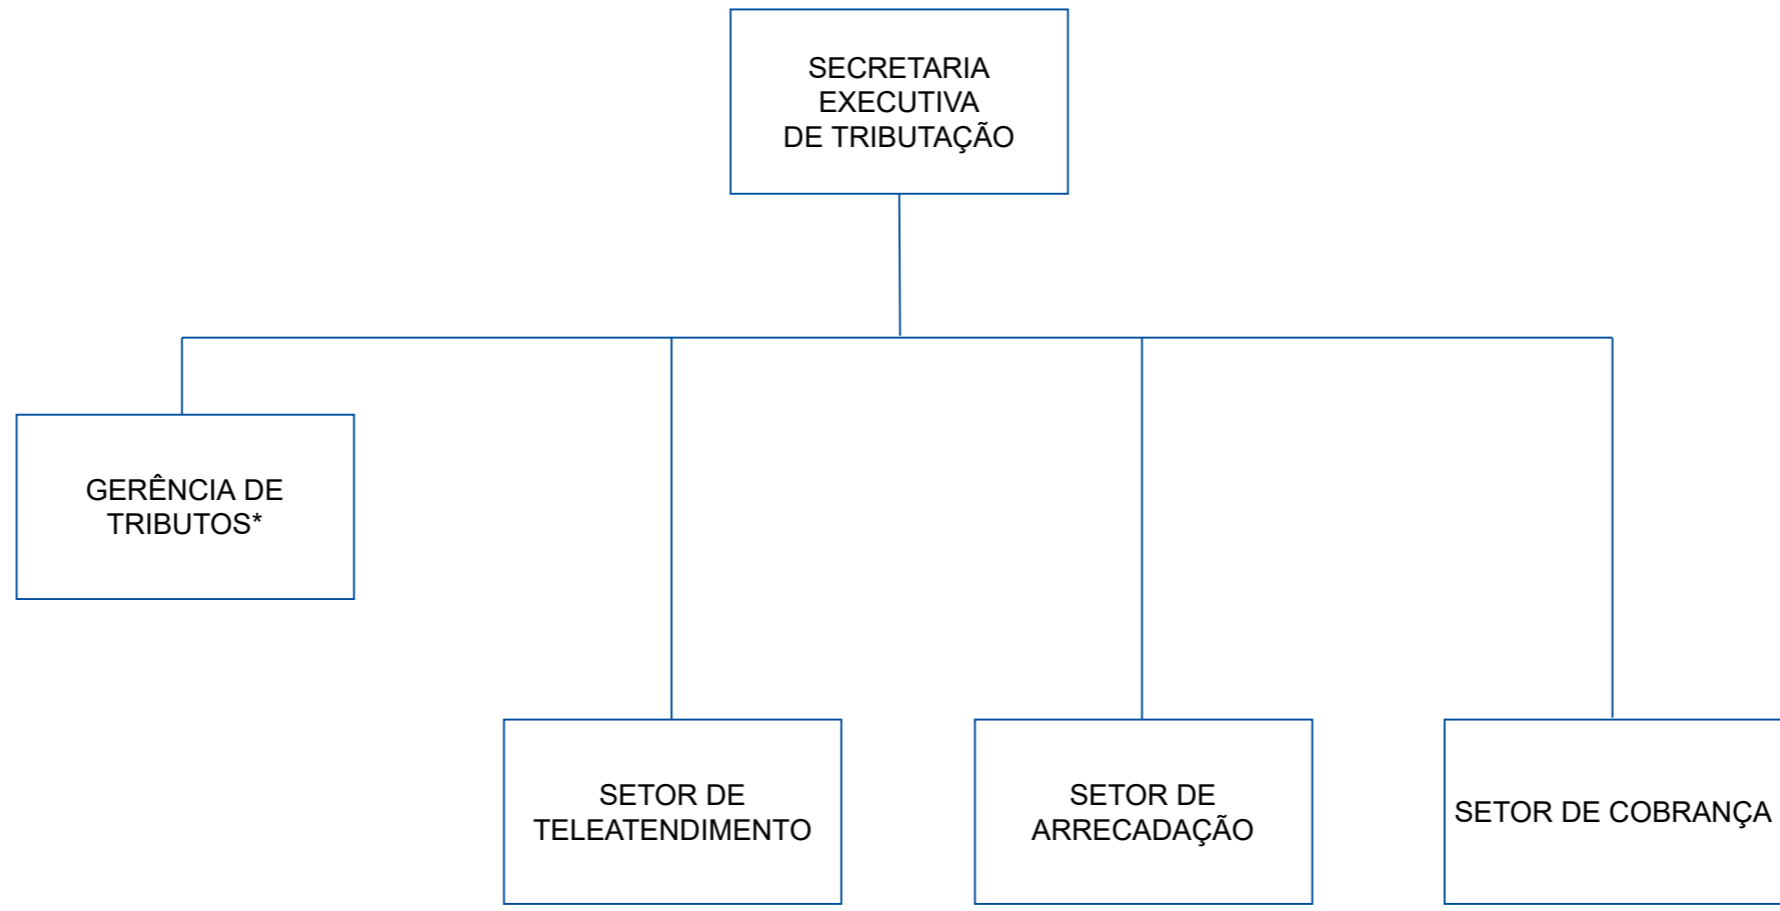 SECRETARIA
EXECUTIVA
DE TRIBUTAÇÃO
GERÊNCIA DE
TRIBUTOS*
SETOR DE
TELEATENDIMENTO
SETOR DE
ARRECADAÇÃO
SETOR DE COBRANÇA